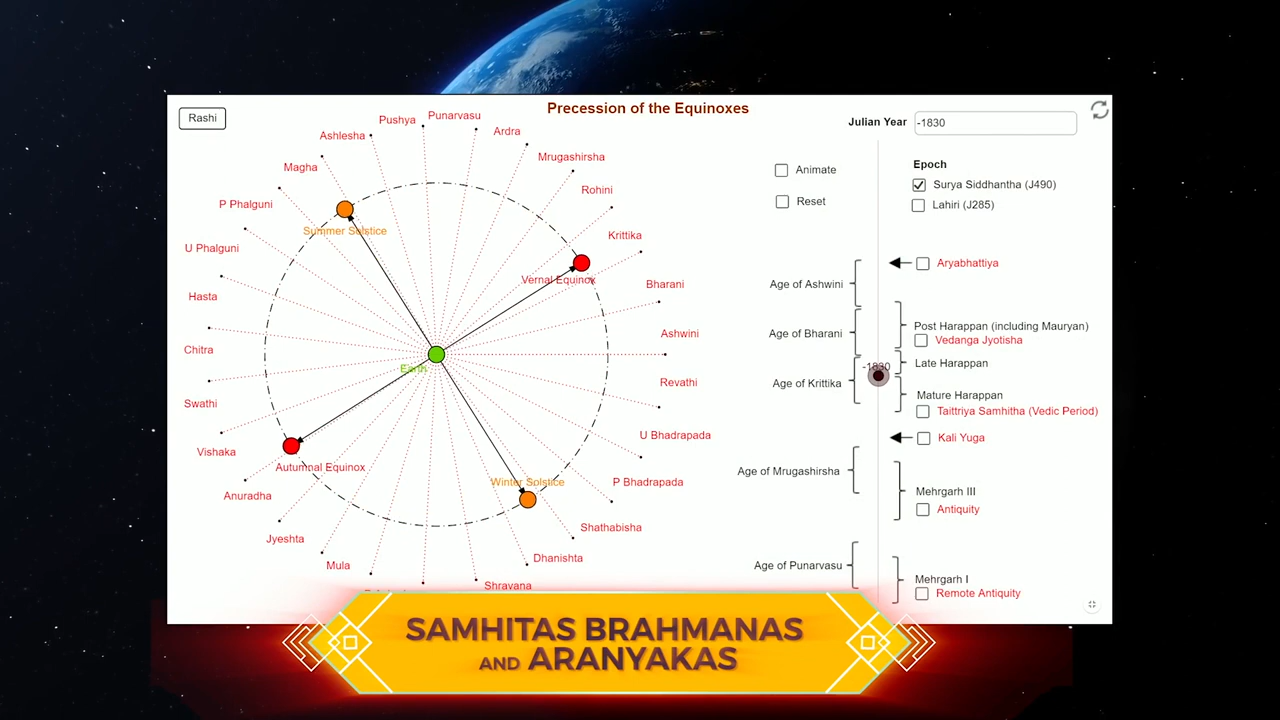 Precession of the Equinoxes
Rashi
Julian Year
-1830
Animate
Reset
Epoch
Surya Siddhantha (J490)
Lahiri (J285)
Punarvasu
Pushya
Ardra
Ashlesha
Mrugashirsha
Magha
Rohini
P Phalguni
Summer Solstice
Krittika
U Phalguni
Vernal Equinox
Bharani
Hasta
Ashwini
Chitra
Earth
Revathi
Swathi
U Bhadrapada
Vishaka
Autumnal Equinox
Winter Solstice
P Bhadrapada
Anuradha
Shathabisha
Jyeshta
Dhanishta
Mula
Shravana
Age of Ashwini
Aryabhattiya
Age of Bharani
Post Harappan (including Mauryan)
Vedanga Jyotisha
-1830
Late Harappan
Age of Krittika
Mature Harappan
Taittriya Samhitha (Vedic Period)
Kali Yuga
Age of Mrugashirsha
Mehrgarh III
Antiquity
Age of Punarvasu
Mehrgarh I
Remote Antiquity
SAMHITAS BRAHMANAS
AND ARANYAKAS